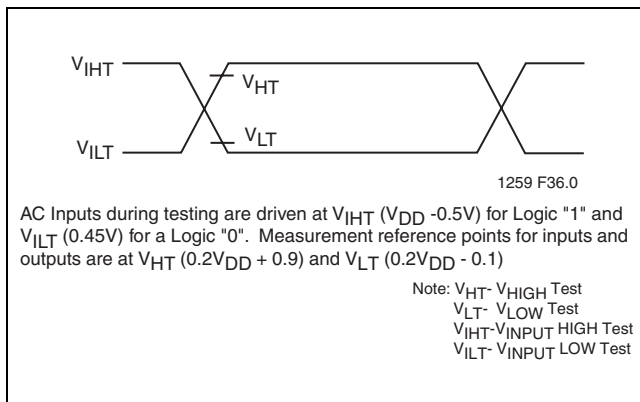 VIHT
VHT
VLT
VILT
1259 F36.0
AC Inputs during testing are driven at VIHT (VDD -0.5V) for Logic "1" and
VILT (0.45V) for a Logic "0".  Measurement reference points for inputs and
outputs are at VHT (0.2VDD + 0.9) and VLT (0.2VDD - 0.1)
Note: VHT- VHIGH Test
VLT- VLOW Test
VIHT-VINPUT HIGH Test
VILT- VINPUT LOW Test